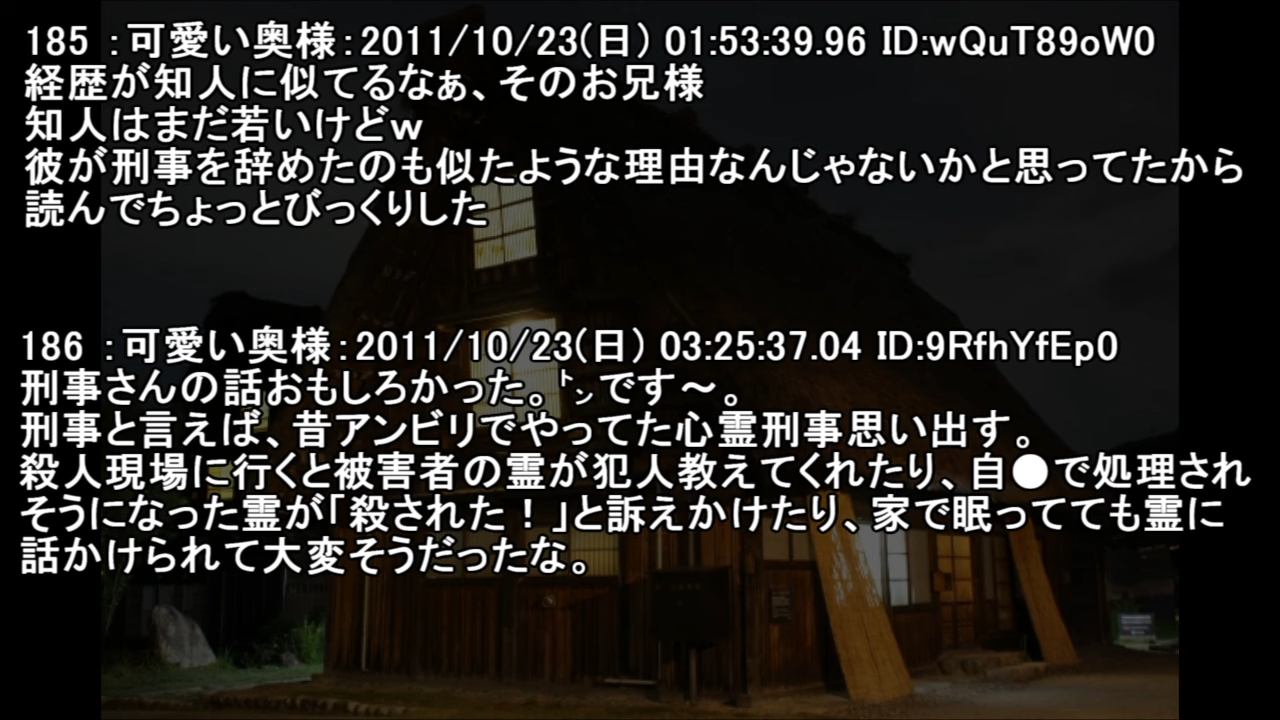 185 ：可愛い奥様：2011/10/23(日) 01:53:39.96 ID:wQuT89oW0
経歴が知人に似てるなぁ、そのお兄様
知人はまだ若いけどｗ
彼が刑事を辞めたのも似たような理由なんじゃないかと思ってたから
読んでちょっとびっくりした
186 ：可愛い奥様：2011/10/23(日) 03:25:37.04 ID:9RfhYfEp0
刑事さんの話おもしろかった。㌧です～。
刑事と言えば、昔アンビリでやってた心霊刑事思い出す。
殺人現場に行くと被害者の霊が犯人教えてくれたり、自●で処理され
そうになった霊が「殺された！」と訴えかけたり、家で眠ってても霊に
話かけられて大変そうだったな。